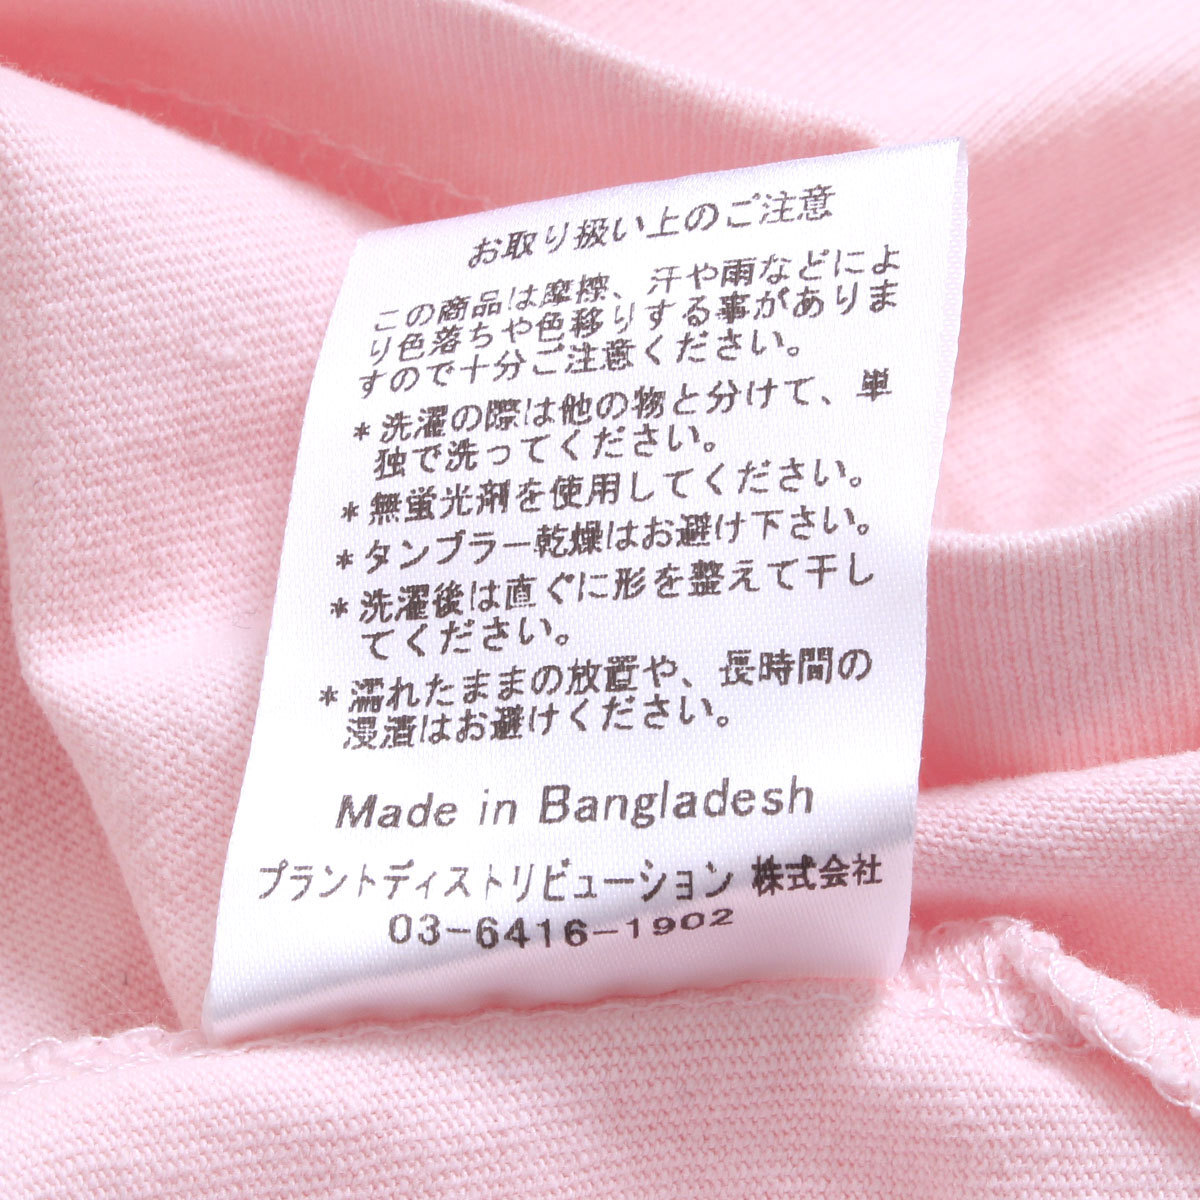 お取り扱い上のご注意
この商品は摩擦、汗や雨などによ
り色落ちや色移りする事がありま
すので十分ご注意ください。
*洗濯の際は他の物と分けて、単
独で洗ってください。
*無蛍光剤を使用してください。
*タンブラー乾燥はお避け下さい。
*洗濯後は直ぐに形を整えて干し
てください。
*濡れたままの放置や、長時間の
浸漬はお避けください。
Made in Bangladesh
プラントディストリビューション 株式会社
03-6416-1902